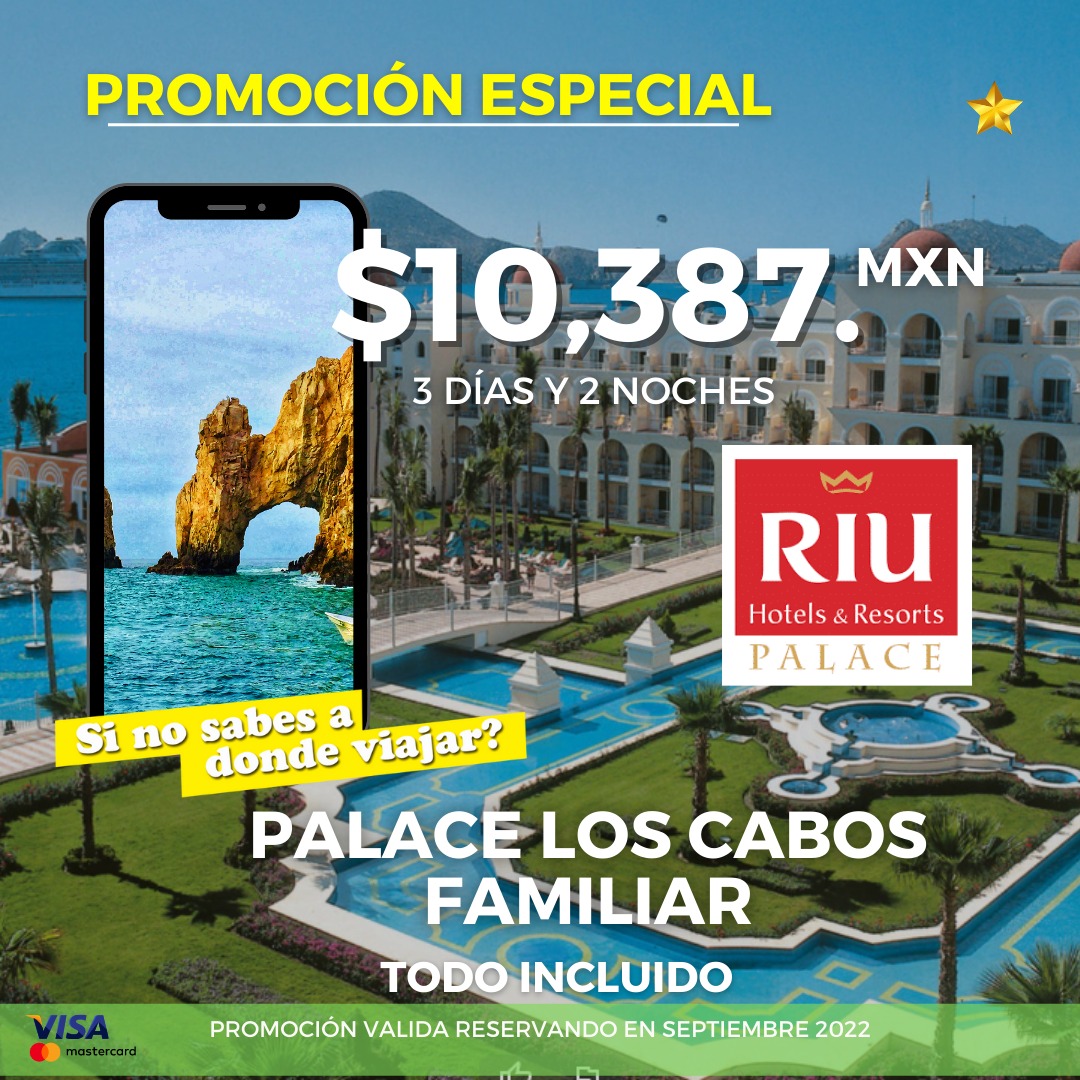 PROMOCIÓN ESPECIAL
$10,387. MXN
3 DÍAS Y 2 NOCHES
RIU
Hotels & Resorts
PALACE
Si no sabes a
donde viajar?
PALACE LOS CABOS
FAMILIAR
TODO INCLUIDO
VISA
mastercard
PROMOCIÓN VALIDA RESERVANDO EN SEPTIEMBRE 2022